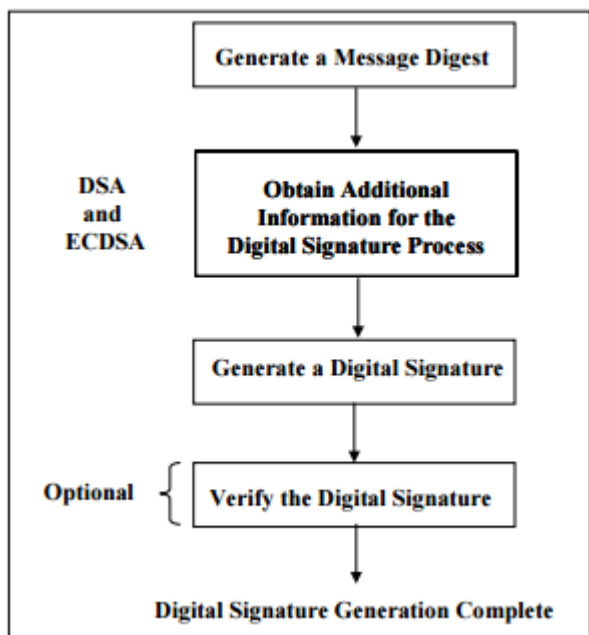 Generate a Message Digest
DSA
and
ECDSA
Obtain Additional
Information for the
Digital Signature Process
Generate a Digital Signature
Optional
Verify the Digital Signature
Digital Signature Generation Complete